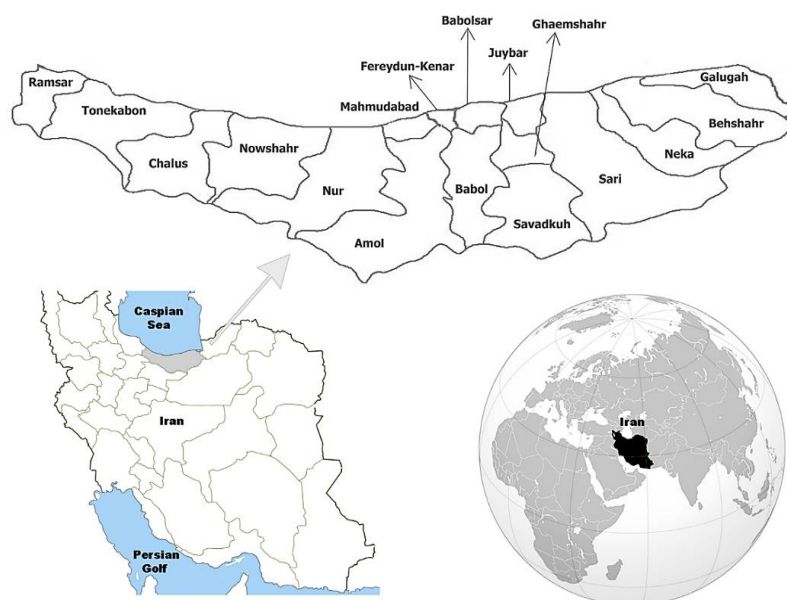 Babolsar
Ghaemshahr
Juybar
Fereydun-Kenar
Mahmudabad
Ramsar
Tonekabon
Galugah
Behshahr
Chalus
Nowshahr
Neka
Nur
Babol
Sari
Savadkuh
Amol
Caspian
Sea
Iran
Persian
Golf
Iran